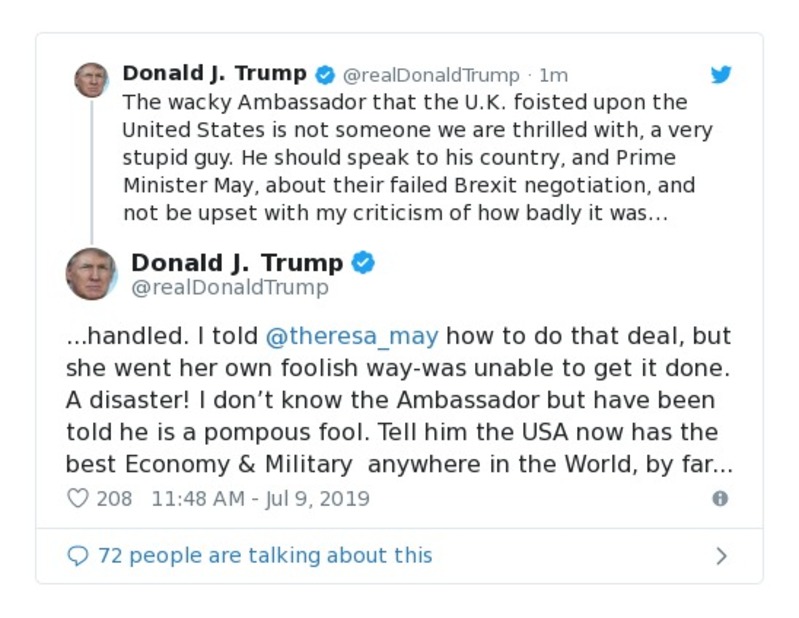 Donald J. Trump @realDonaldTrump · 1m
The wacky Ambassador that the U.K. foisted upon the
United States is not someone we are thrilled with, a very
stupid guy. He should speak to his country, and Prime
Minister May, about their failed Brexit negotiation, and
not be upset with my criticism of how badly it was...
Donald J. Trump
@realDonaldTrump
...handled. I told @theresa_may how to do that deal, but
she went her own foolish way-was unable to get it done.
A disaster! I don’t know the Ambassador but have been
told he is a pompous fool. Tell him the USA now has the
best Economy & Military  anywhere in the World, by far...
208 11:48 AM - Jul 9, 2019
72 people are talking about this